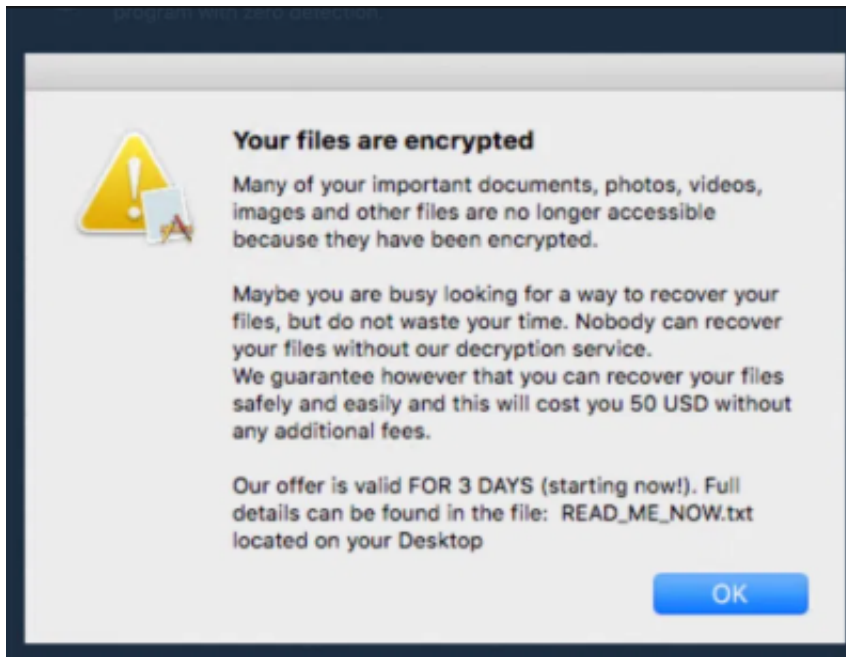 program with zero detection.
Your files are encrypted
Many of your important documents, photos, videos,
images and other files are no longer accessible
because they have been encrypted.
Maybe you are busy looking for a way to recover your
files, but do not waste your time. Nobody can recover
your files without our decryption service.
We guarantee however that you can recover your files
safely and easily and this will cost you 50 USD without
any additional fees.
Our offer is valid FOR 3 DAYS (starting now!). Full
details can be found in the file: READ_ME_NOW.txt
located on your Desktop
OK